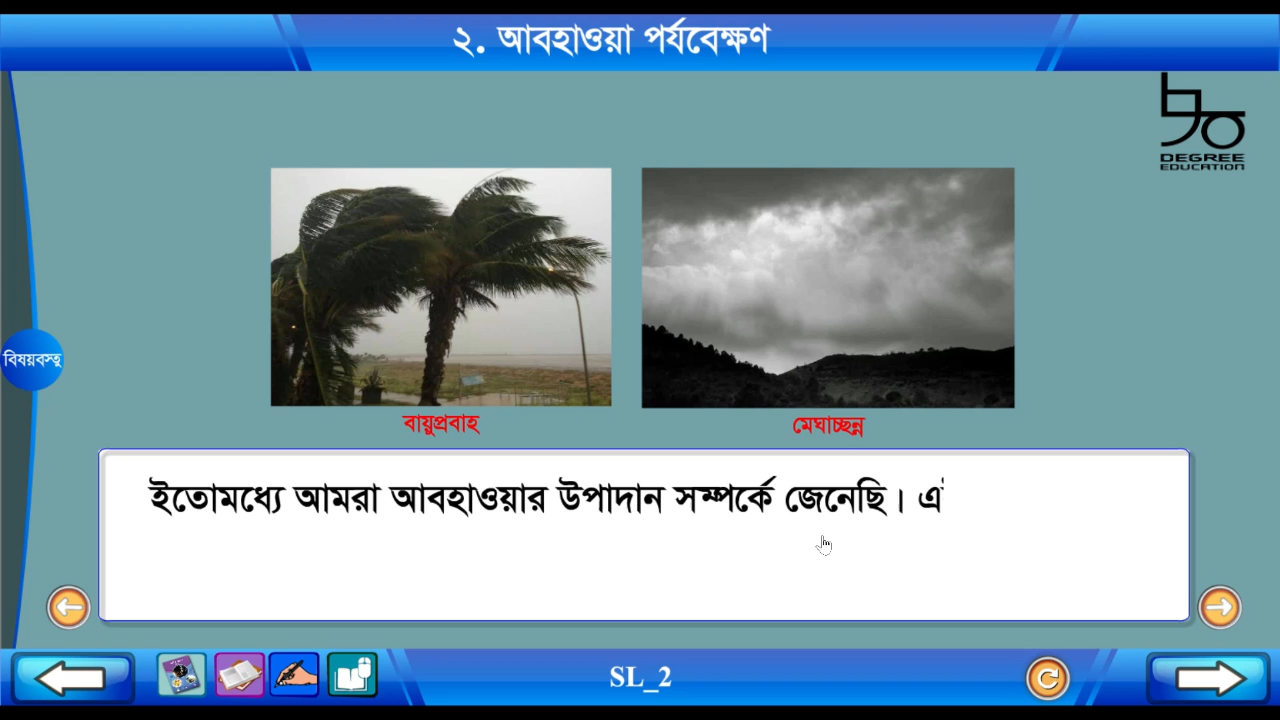 ২. আবহাওয়া পর্যবেক্ষণ
DEGREE
EDUCATION
বিষয়বস্তু
বায়ুপ্রবাহ
মেঘাচ্ছন্ন
ইতোমধ্যে আমরা আবহাওয়ার উপাদান সম্পর্কে জেনেছি।
SL_2